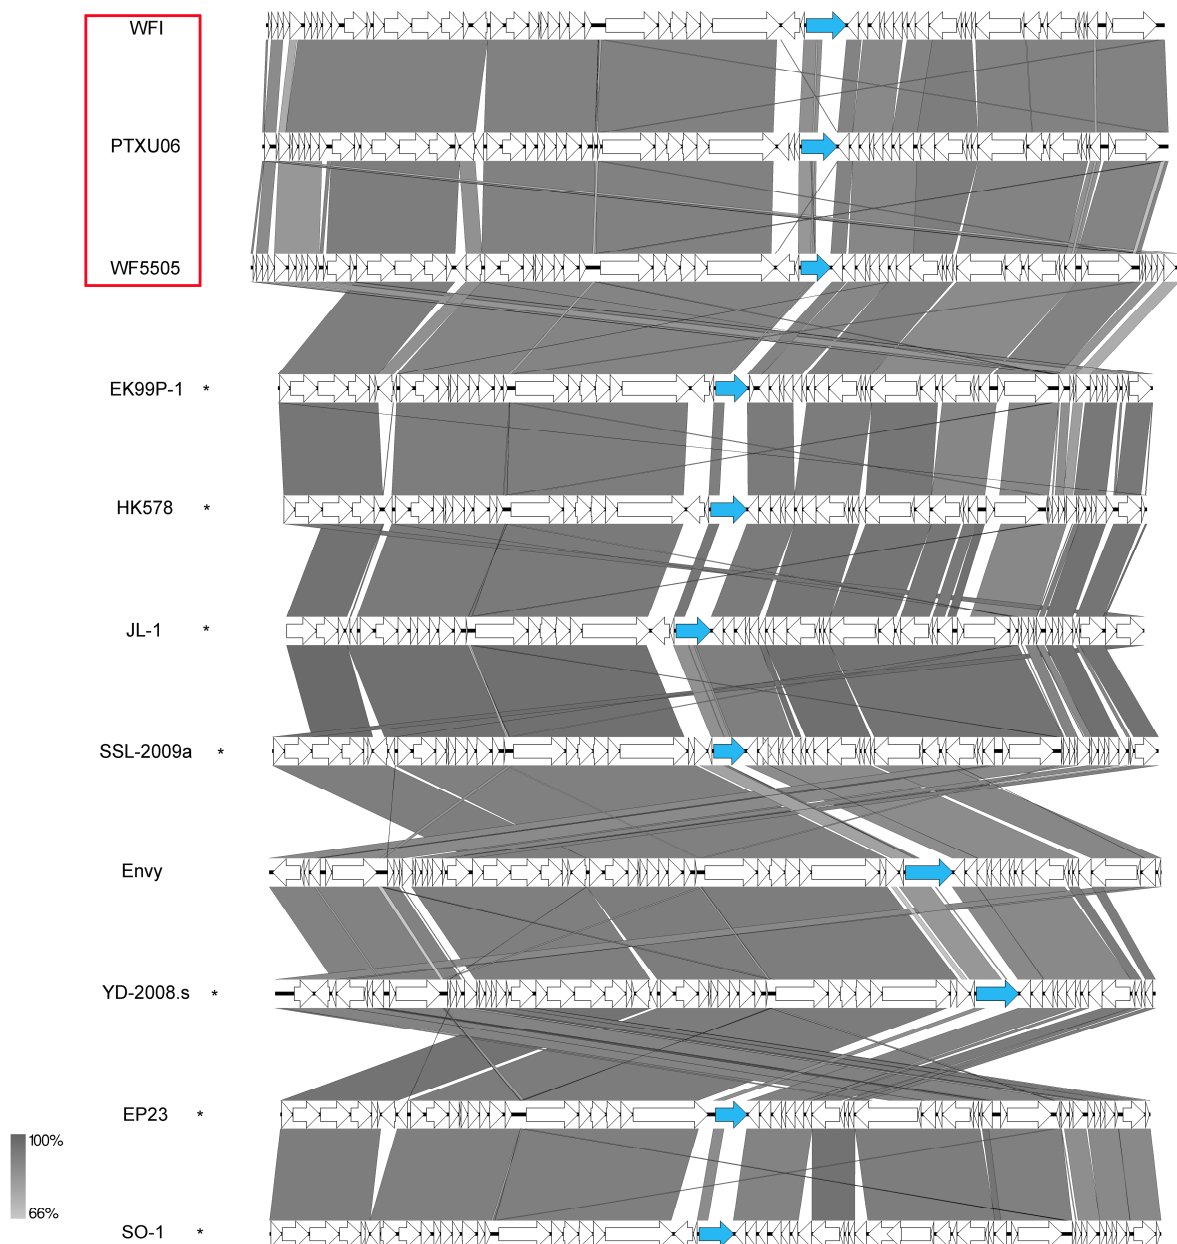 WFI
PTXU06
WF5505
EK99P-1 *
HK578 *
JL-1 *
SSL-2009a *
Envy
YD-2008.s *
EP23 *
100%
66%
SO-1 *